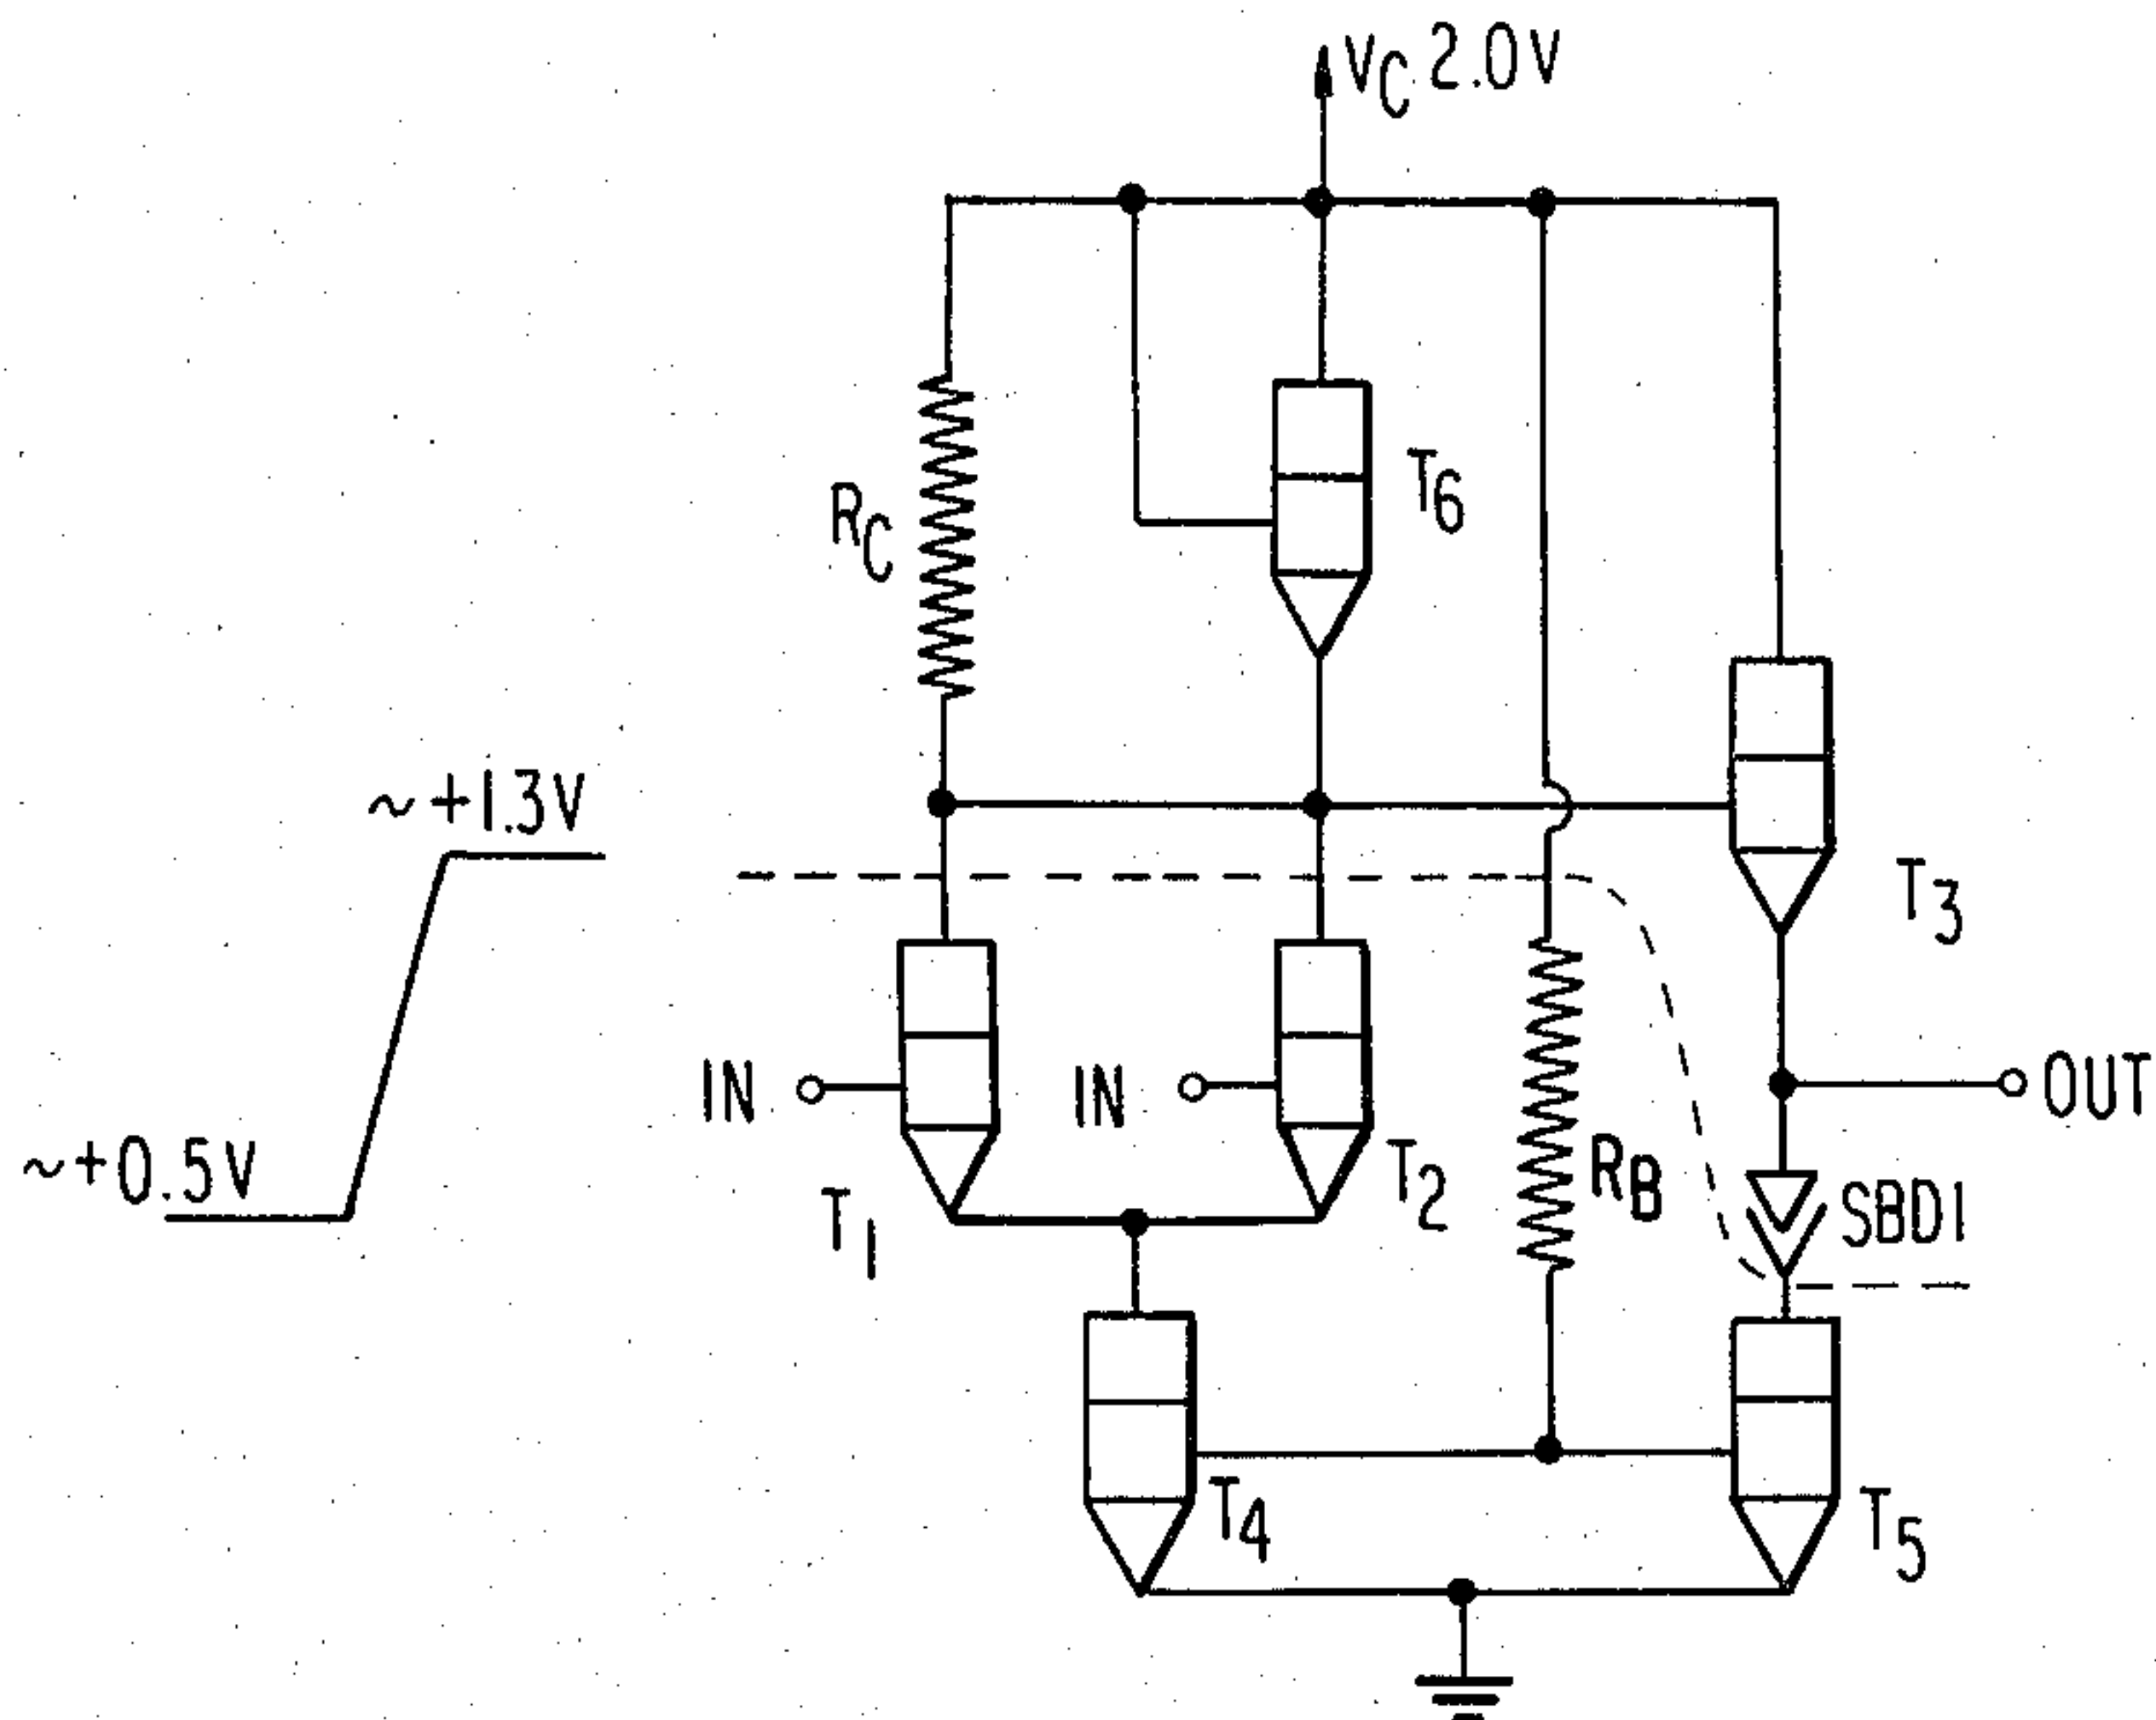 VC 2.0V
T6
RC
~+1.3V
T3
IN
IN
OUT
~+0.5V
T1
T2
RB
SBD1
T4
T5